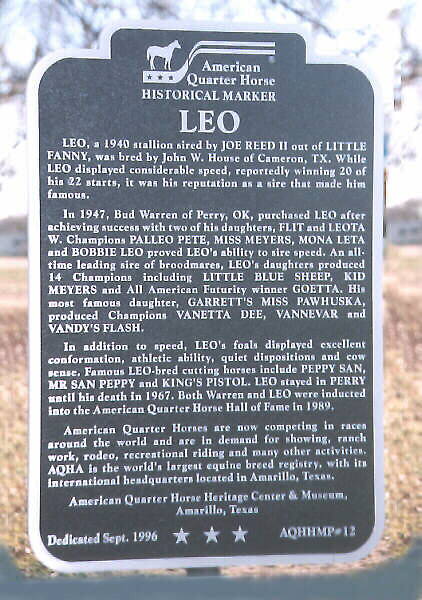 American
Quarter Horse
HISTORICAL MARKER
LEO
LEO, a 1940 stallion sired by JOE REED II out of LITTLE
FANNY, was bred by John W. House of Cameron, TX. While
LEO displayed considerable speed, reportedly winning 20 of
his 22 starts, it was his reputation as a sire that made him
famous.
In 1947, Bud Warren of Perry, OK, purchased LEO after
achieving success with two of his daughters, FLIT and LEOTA
W. Champions PALLEO PETE, MISS MEYERS, MONA LETA
and BOBBIE LEO proved LEO's ability to sire speed. An all-
time leading sire of broodmares, LEO's daughters produced
14 Champions including LITTLE BLUE SHEEP, KID
MEYERS and All American Futurity winner GOETTA. His
most famous daughter, GARRETT'S MISS PAWHUSKA,
produced Champions VANETTA DEE, VANNEVAR and
VANDY'S FLASH.
In addition to speed, LEO's foals displayed excellent
conformation, athletic ability, quiet dispositions and cow
sense. Famous LEO-bred cutting horses include PEPPY SAN,
MR SAN PEPPY and KING'S PISTOL. LEO stayed in PERRY
until his death in 1967. Both Warren and LEO were inducted
into the American Quarter Horse Hall of Fame in 1989.
American Quarter Horses are now competing in races
around the world and are in demand for showing, ranch
work, rodeo, recreational riding and many other activities.
AQHA is the world's largest equine breed registry, with its
international headquarters located in Amarillo, Texas.
American Quarter Horse Heritage Center & Museum,
Amarillo, Texas
Dedicated Sept. 1996 AQHHMP#12